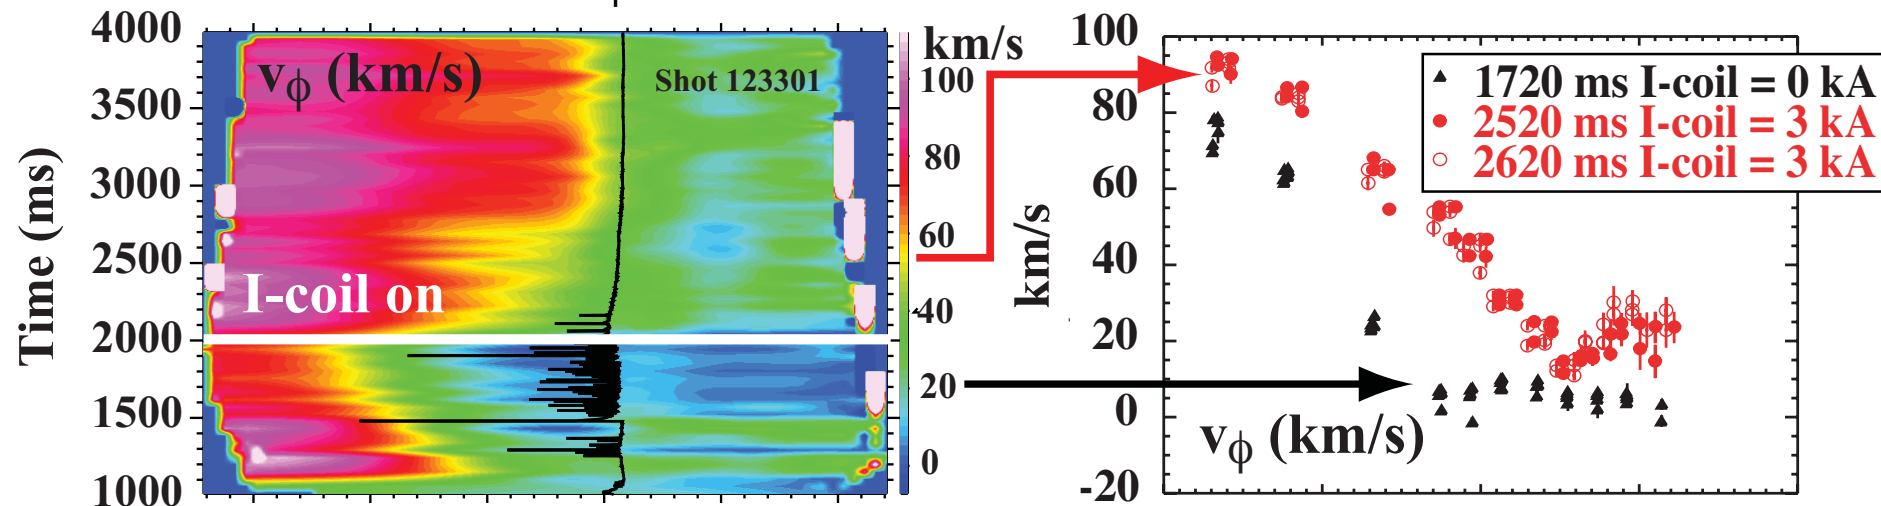 4000
3500
3000
2500
2000
1500
1000
Time (ms)
vϕ (km/s)
Shot 123301
I-coil on
km/s
100
80
60
40
20
0
100
80
60
40
20
0
-20
km/s
1720 ms I-coil = 0 kA
2520 ms I-coil = 3 kA
2620 ms I-coil = 3 kA
vϕ (km/s)